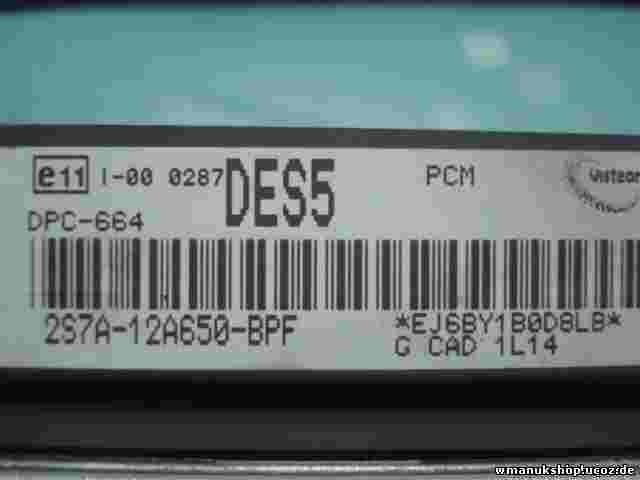 e11 I-00 0287 DES5 PCM Visteon
DPC-664
2S7A-12A650-BPF *EJ6BY1B0D8LB*
G CAD 1L14
wmanukshop.ucoz.de